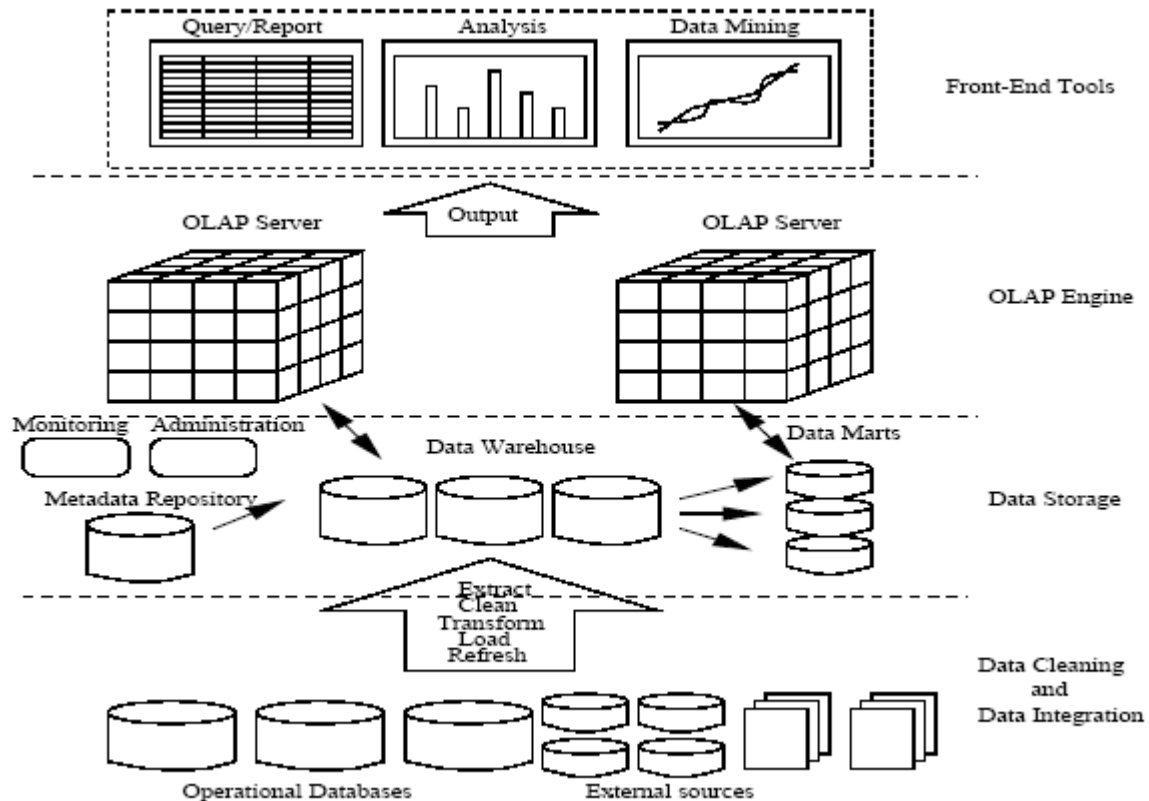 Query/Report
Analysis
Data Mining
Front-End Tools
Output
OLAP Server
OLAP Server
OLAP Engine
Monitoring
Administration
Data Warehouse
Data Marts
Metadata Repository
Data Storage
Extract
Clean
Transform
Load
Refresh
Data Cleaning
and
Data Integration
Operational Databases
External sources